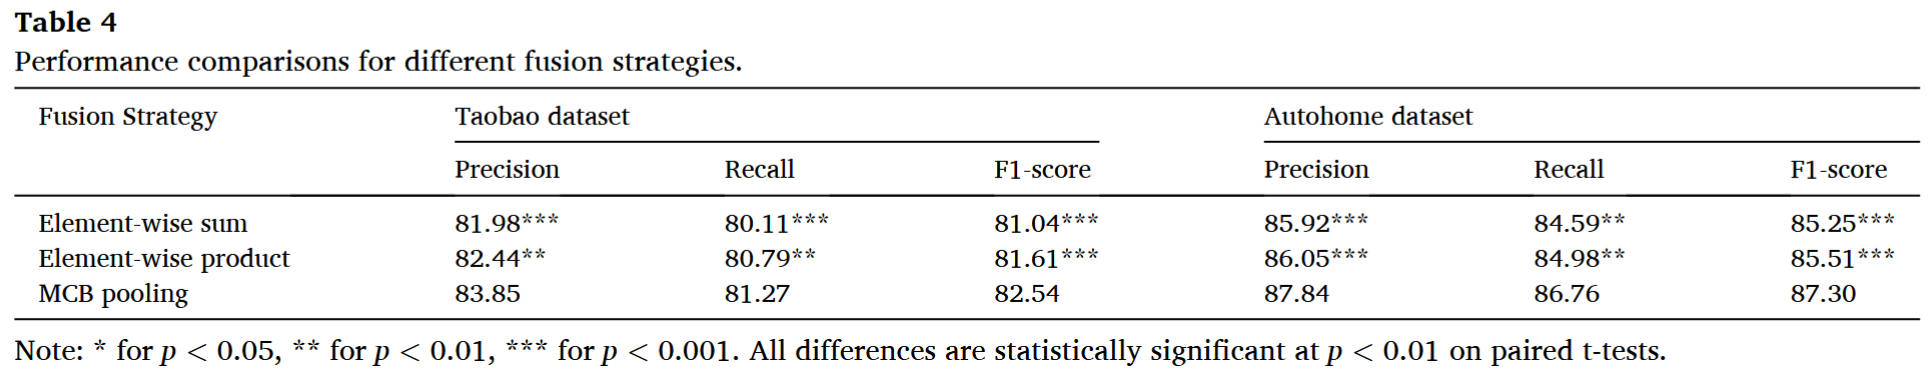 Table 4
Performance comparisons for different fusion strategies.
Fusion Strategy Taobao dataset Autohome dataset
Precision Recall F1-score Precision Recall F1-score
Element-wise sum 81.98*** 80.11*** 81.04*** 85.92*** 84.59** 85.25***
Element-wise product 82.44** 80.79** 81.61*** 86.05*** 84.98** 85.51***
MCB pooling 83.85 81.27 82.54 87.84 86.76 87.30
Note: * for p < 0.05, ** for p < 0.01, *** for p < 0.001. All differences are statistically significant at p < 0.01 on paired t-tests.